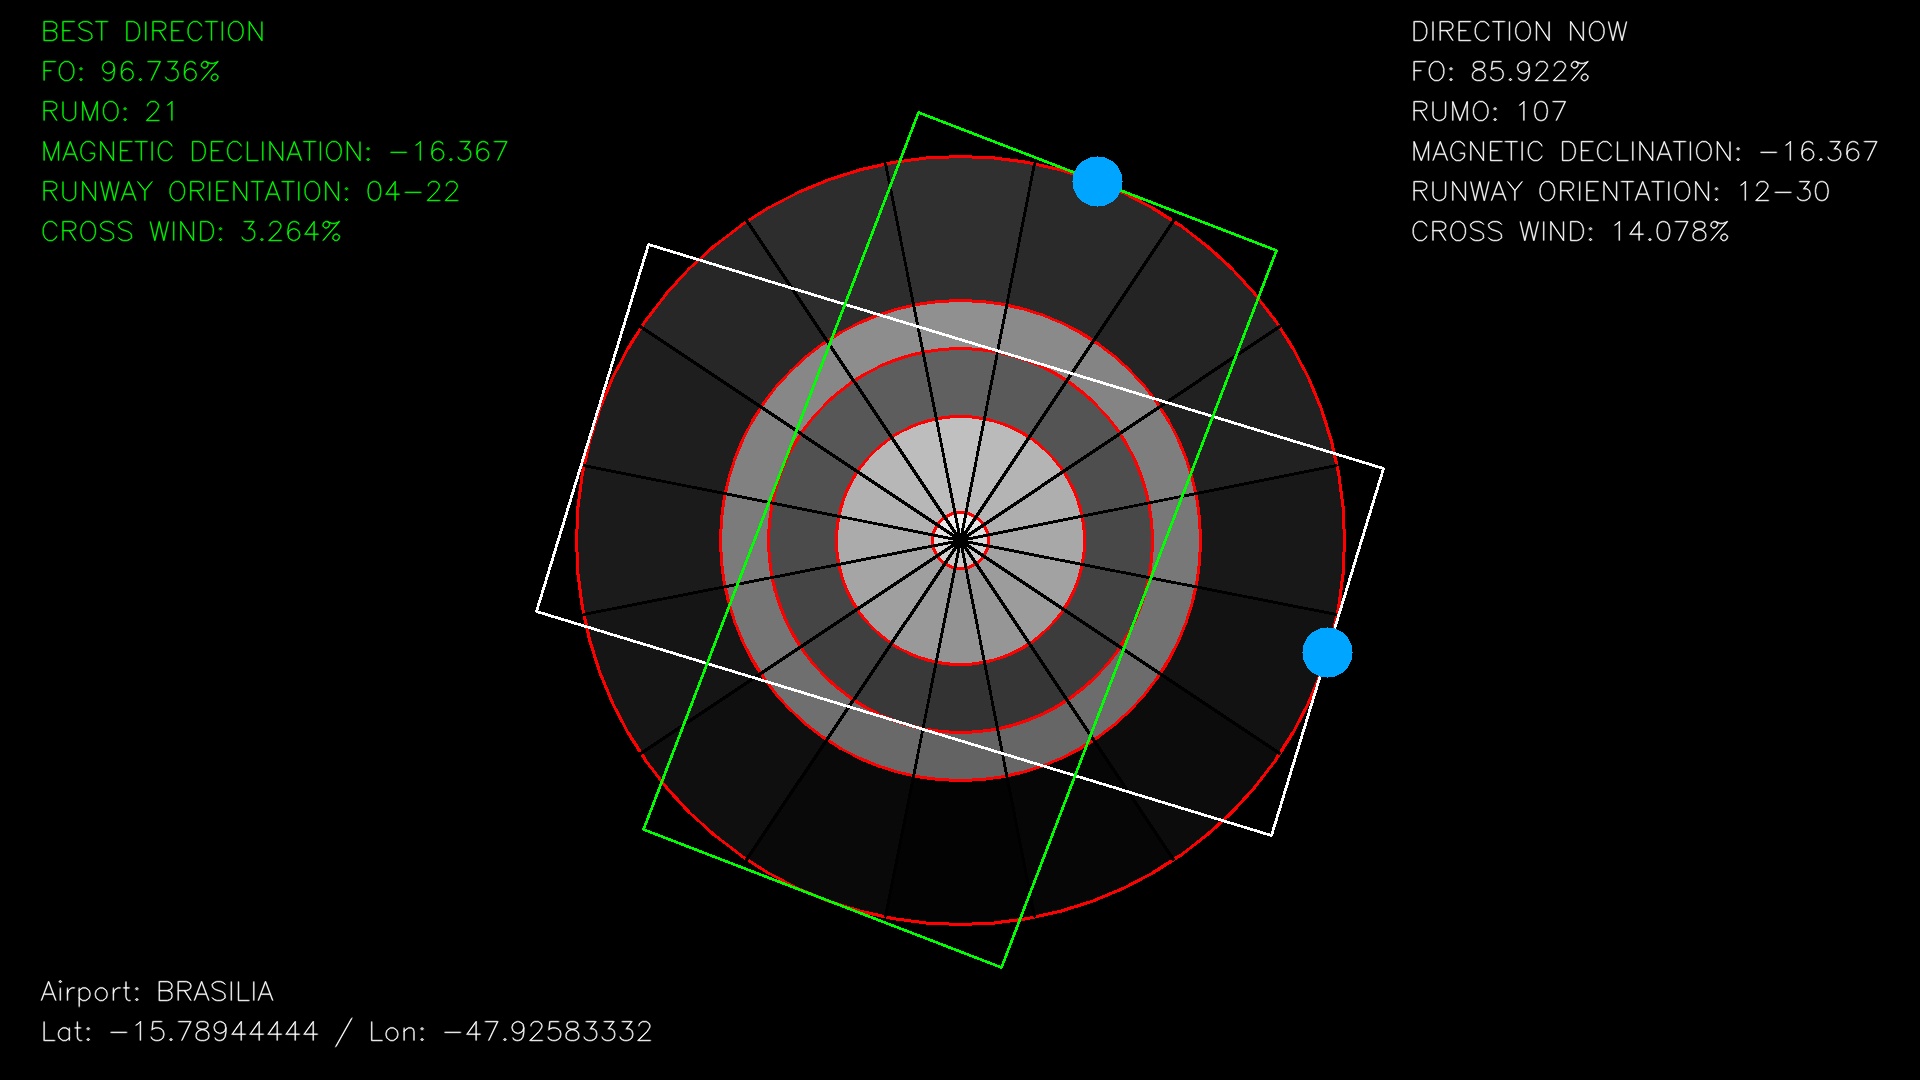 BEST DIRECTION
FO: 96.736%
RUMO: 21
MAGNETIC DECLINATION: -16.367
RUNWAY ORIENTATION: 04-22
CROSS WIND: 3.264%
DIRECTION NOW
FO: 85.922%
RUMO: 107
MAGNETIC DECLINATION: -16.367
RUNWAY ORIENTATION: 12-30
CROSS WIND: 14.078%
Airport: BRASILIA
Lat: -15.78944444 / Lon: -47.92583332